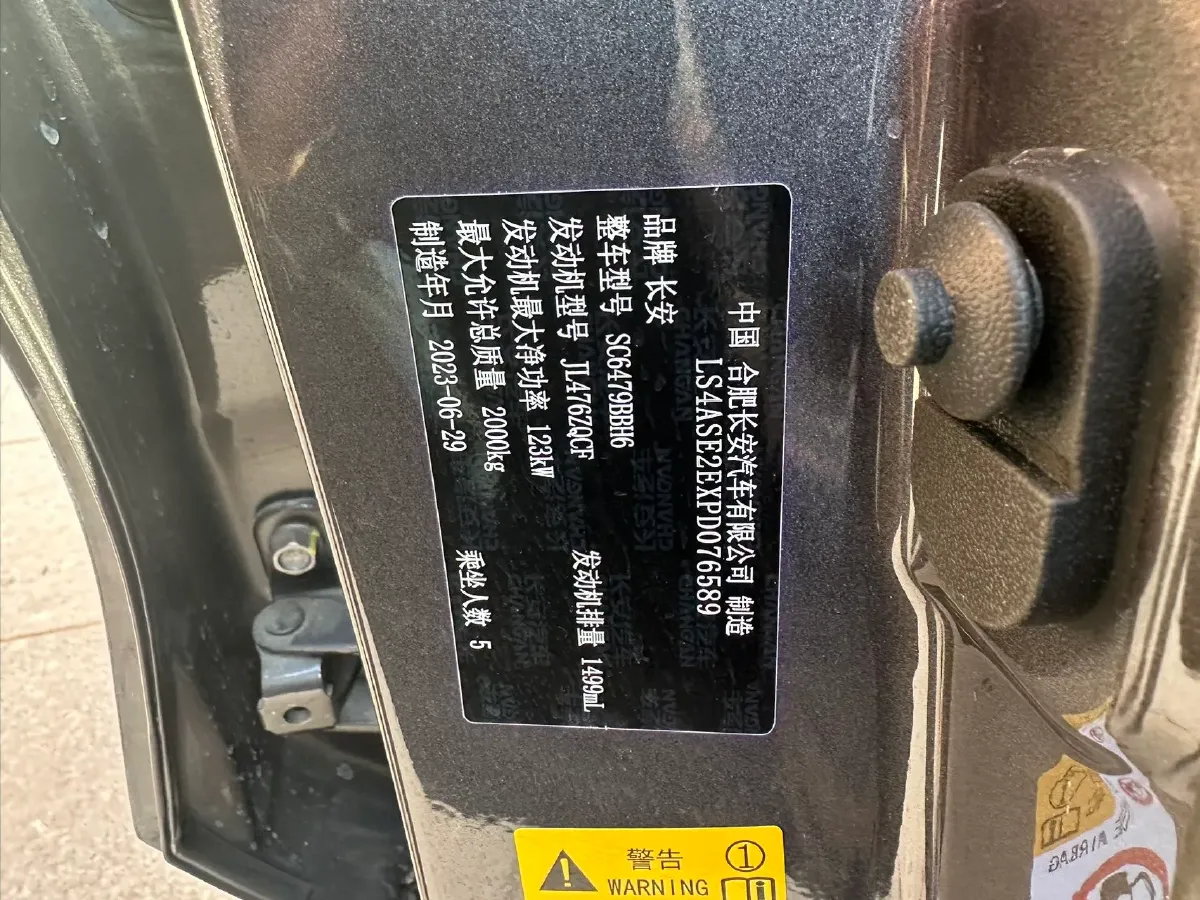 中国 合肥长安汽车有限公司 制造
LS4ASE2EXPD076589
品牌 长安
整车型号 SC6479BBH6
发动机型号 JL476ZQCF 发动机排量 1499mL
发动机最大净功率 123kW
最大允许总质量 2000kg 乘坐人数 5
制造年月 2023-06-29
警告
WARNING
1
AIRBAG